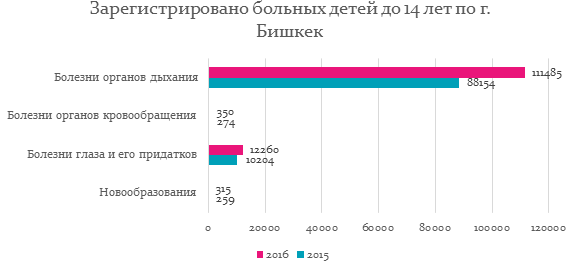 Зарегистрировано больных детей до 14 лет по г.
Бишкек
Болезни органов дыхания
111485
88154
Болезни органов кровообращения
350
274
Болезни глаза и его придатков
12260
10204
Новообразования
315
259
0 20000 40000 60000 80000 100000 120000
2016 2015